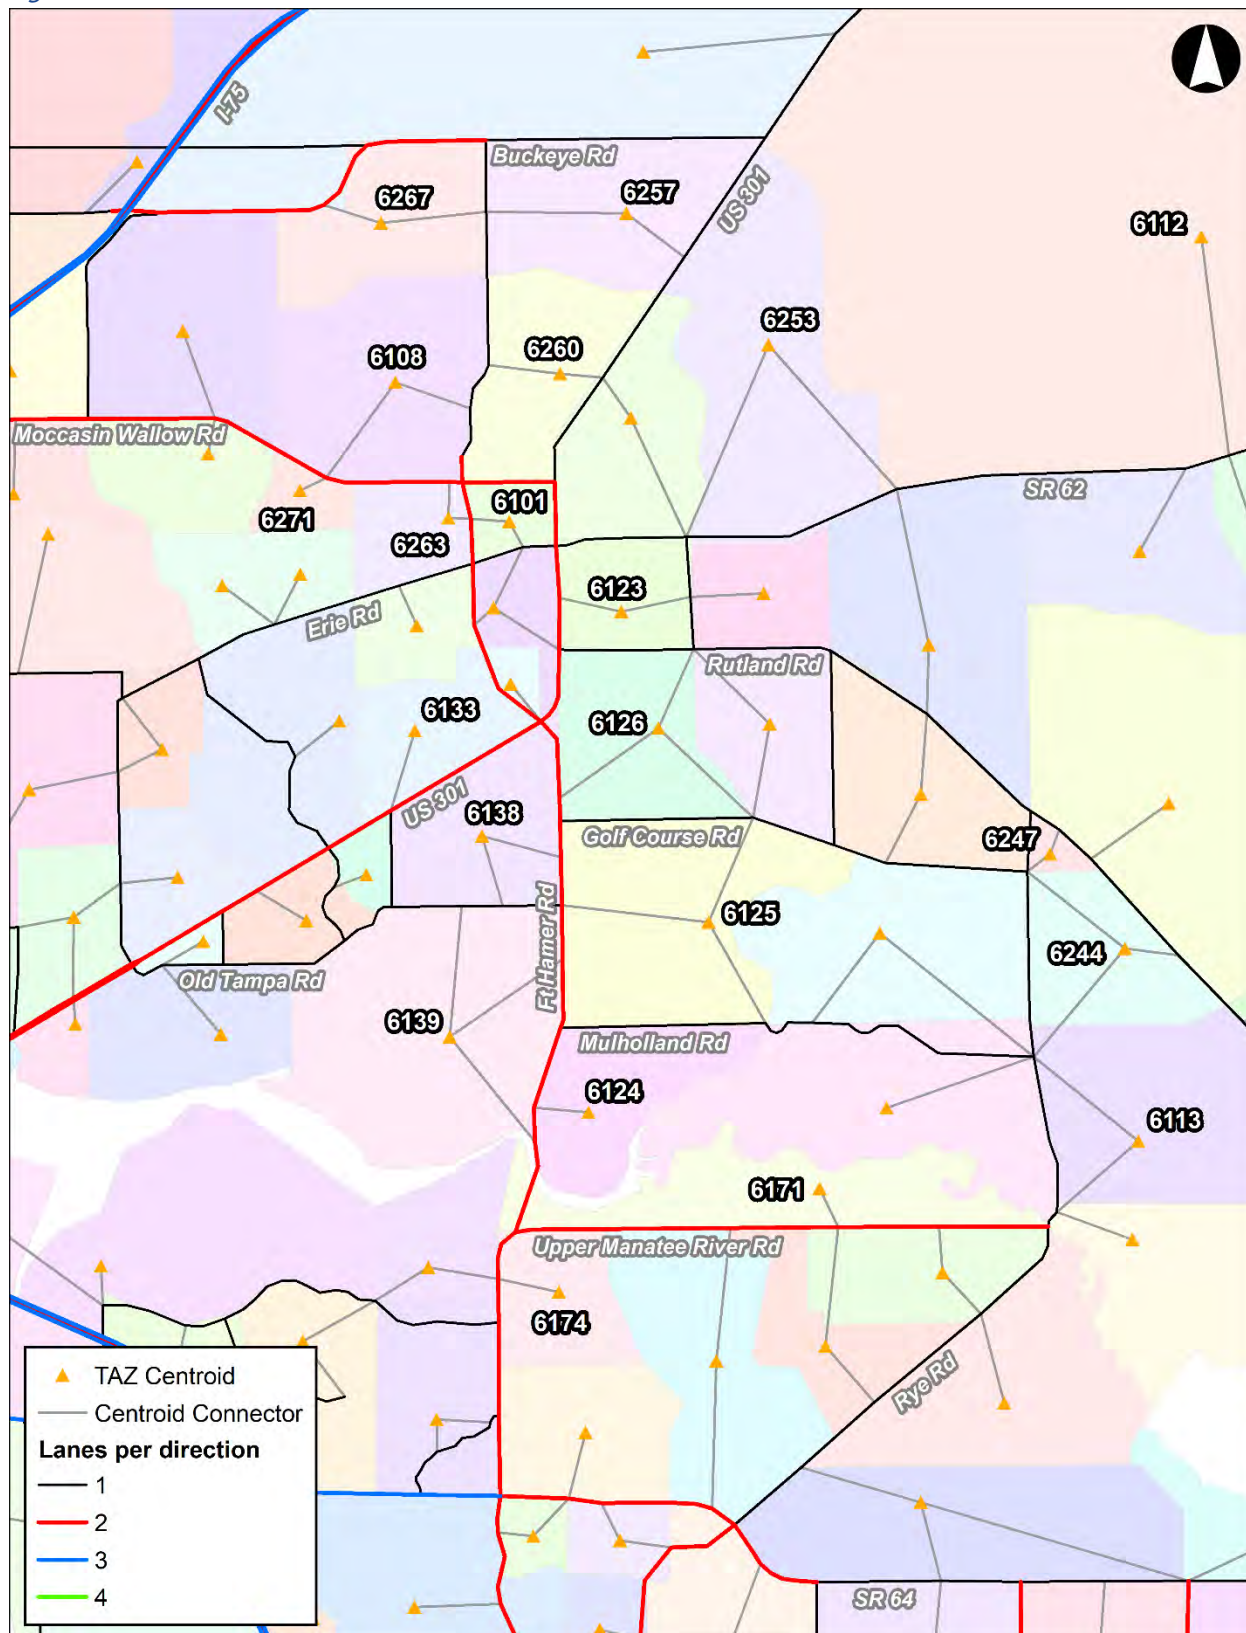 I-75
Buckeye Rd
6267
6257
US 301
6112
6253
6108
6260
Moccasin Wallow Rd
SR 62
6101
6271
6263
6123
Erie Rd
Rutland Rd
6133
6126
US 301
6138
Golf Course Rd
6247
Ft Hamer Rd
6125
6244
Old Tampa Rd
6139
Mulholland Rd
6124
6113
6171
Upper Manatee River Rd
6174
Rye Rd
TAZ Centroid
Centroid Connector
Lanes per direction
1
2
3
4
SR 64